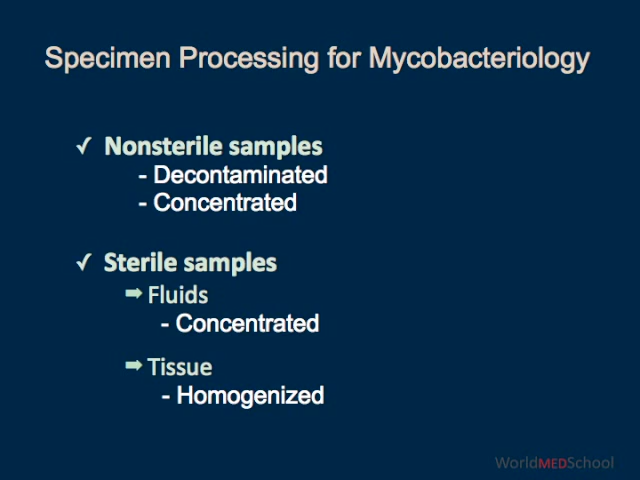 Specimen Processing for Mycobacteriology
✓ Nonsterile samples
- Decontaminated
- Concentrated
✓ Sterile samples
➡ Fluids
- Concentrated
➡ Tissue
- Homogenized
WorldMEDSchool